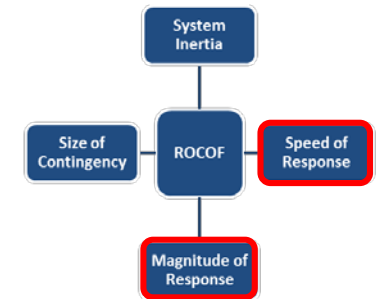 System
Inertia
Size of
Contingency
ROCOF
Speed of
Response
Magnitude of
Response